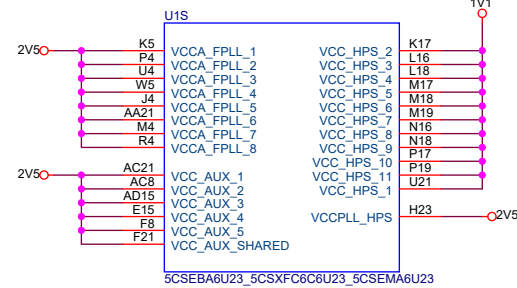 1V1
U1S
2V5
K5 VCCA_FPLL_1
P4 VCCA_FPLL_2
U4 VCCA_FPLL_3
W5 VCCA_FPLL_4
J4 VCCA_FPLL_5
AA21 VCCA_FPLL_6
M4 VCCA_FPLL_7
R4 VCCA_FPLL_8
2V5
AC21 VCC_AUX_1
AC8 VCC_AUX_2
AD15 VCC_AUX_3
E15 VCC_AUX_4
F8 VCC_AUX_5
F21 VCC_AUX_SHARED
VCC_HPS_2 K17
VCC_HPS_3 L16
VCC_HPS_4 L18
VCC_HPS_5 M17
VCC_HPS_6 M18
VCC_HPS_7 M19
VCC_HPS_8 N16
VCC_HPS_9 N18
VCC_HPS_10 P17
VCC_HPS_11 P19
VCC_HPS_1 U21
VCCPLL_HPS H23
2V5
5CSEBA6U23_5CSXFC6C6U23_5CSEMA6U23